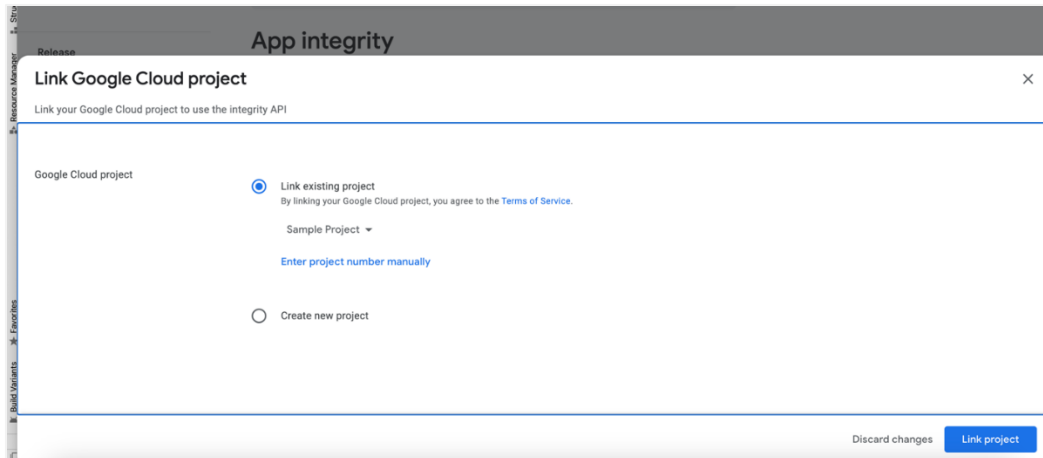 Stru
Resource Manager
Favorites
Build Variants
Release
App integrity
Link Google Cloud project
Link your Google Cloud project to use the integrity API
Google Cloud project
Link existing project
By linking your Google Cloud project, you agree to the Terms of Service.
Sample Project
Enter project number manually
Create new project
Discard changes
Link project